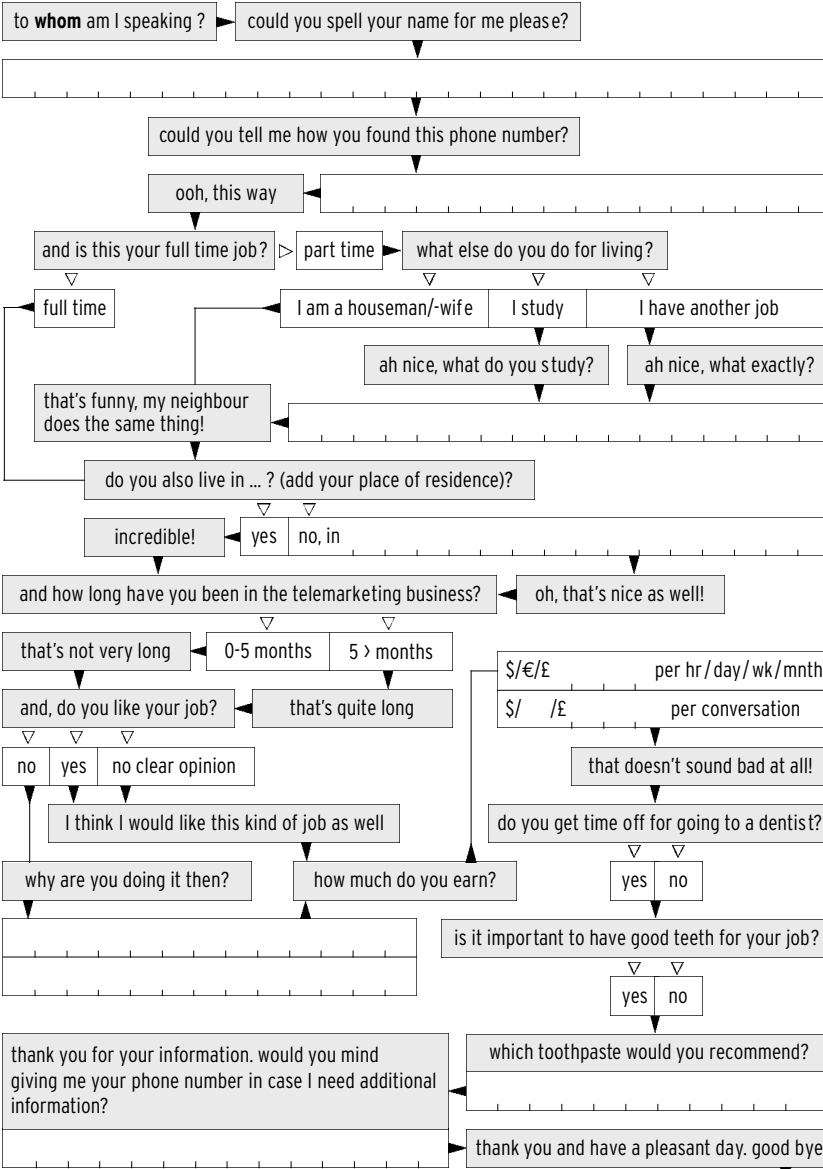 to whom am I speaking ?
could you spell your name for me please?
could you tell me how you found this phone number?
ooh, this way
and is this your full time job?
part time
what else do you do for living?
full time
I am a houseman/-wife
I study
I have another job
ah nice, what do you study?
ah nice, what exactly?
that's funny, my neighbour
does the same thing!
do you also live in ... ? (add your place of residence)?
incredible!
yes
no, in
and how long have you been in the telemarketing business?
oh, that's nice as well!
that's not very long
0-5 months
5 > months
$/€/£ per hr/day/wk/mnth
and, do you like your job?
that's quite long
$/ /£ per conversation
no
yes
no clear opinion
that doesn't sound bad at all!
I think I would like this kind of job as well
do you get time off for going to a dentist?
why are you doing it then?
how much do you earn?
yes
no
is it important to have good teeth for your job?
yes
no
which toothpaste would you recommend?
thank you for your information. would you mind
giving me your phone number in case I need additional
information?
thank you and have a pleasant day. good bye